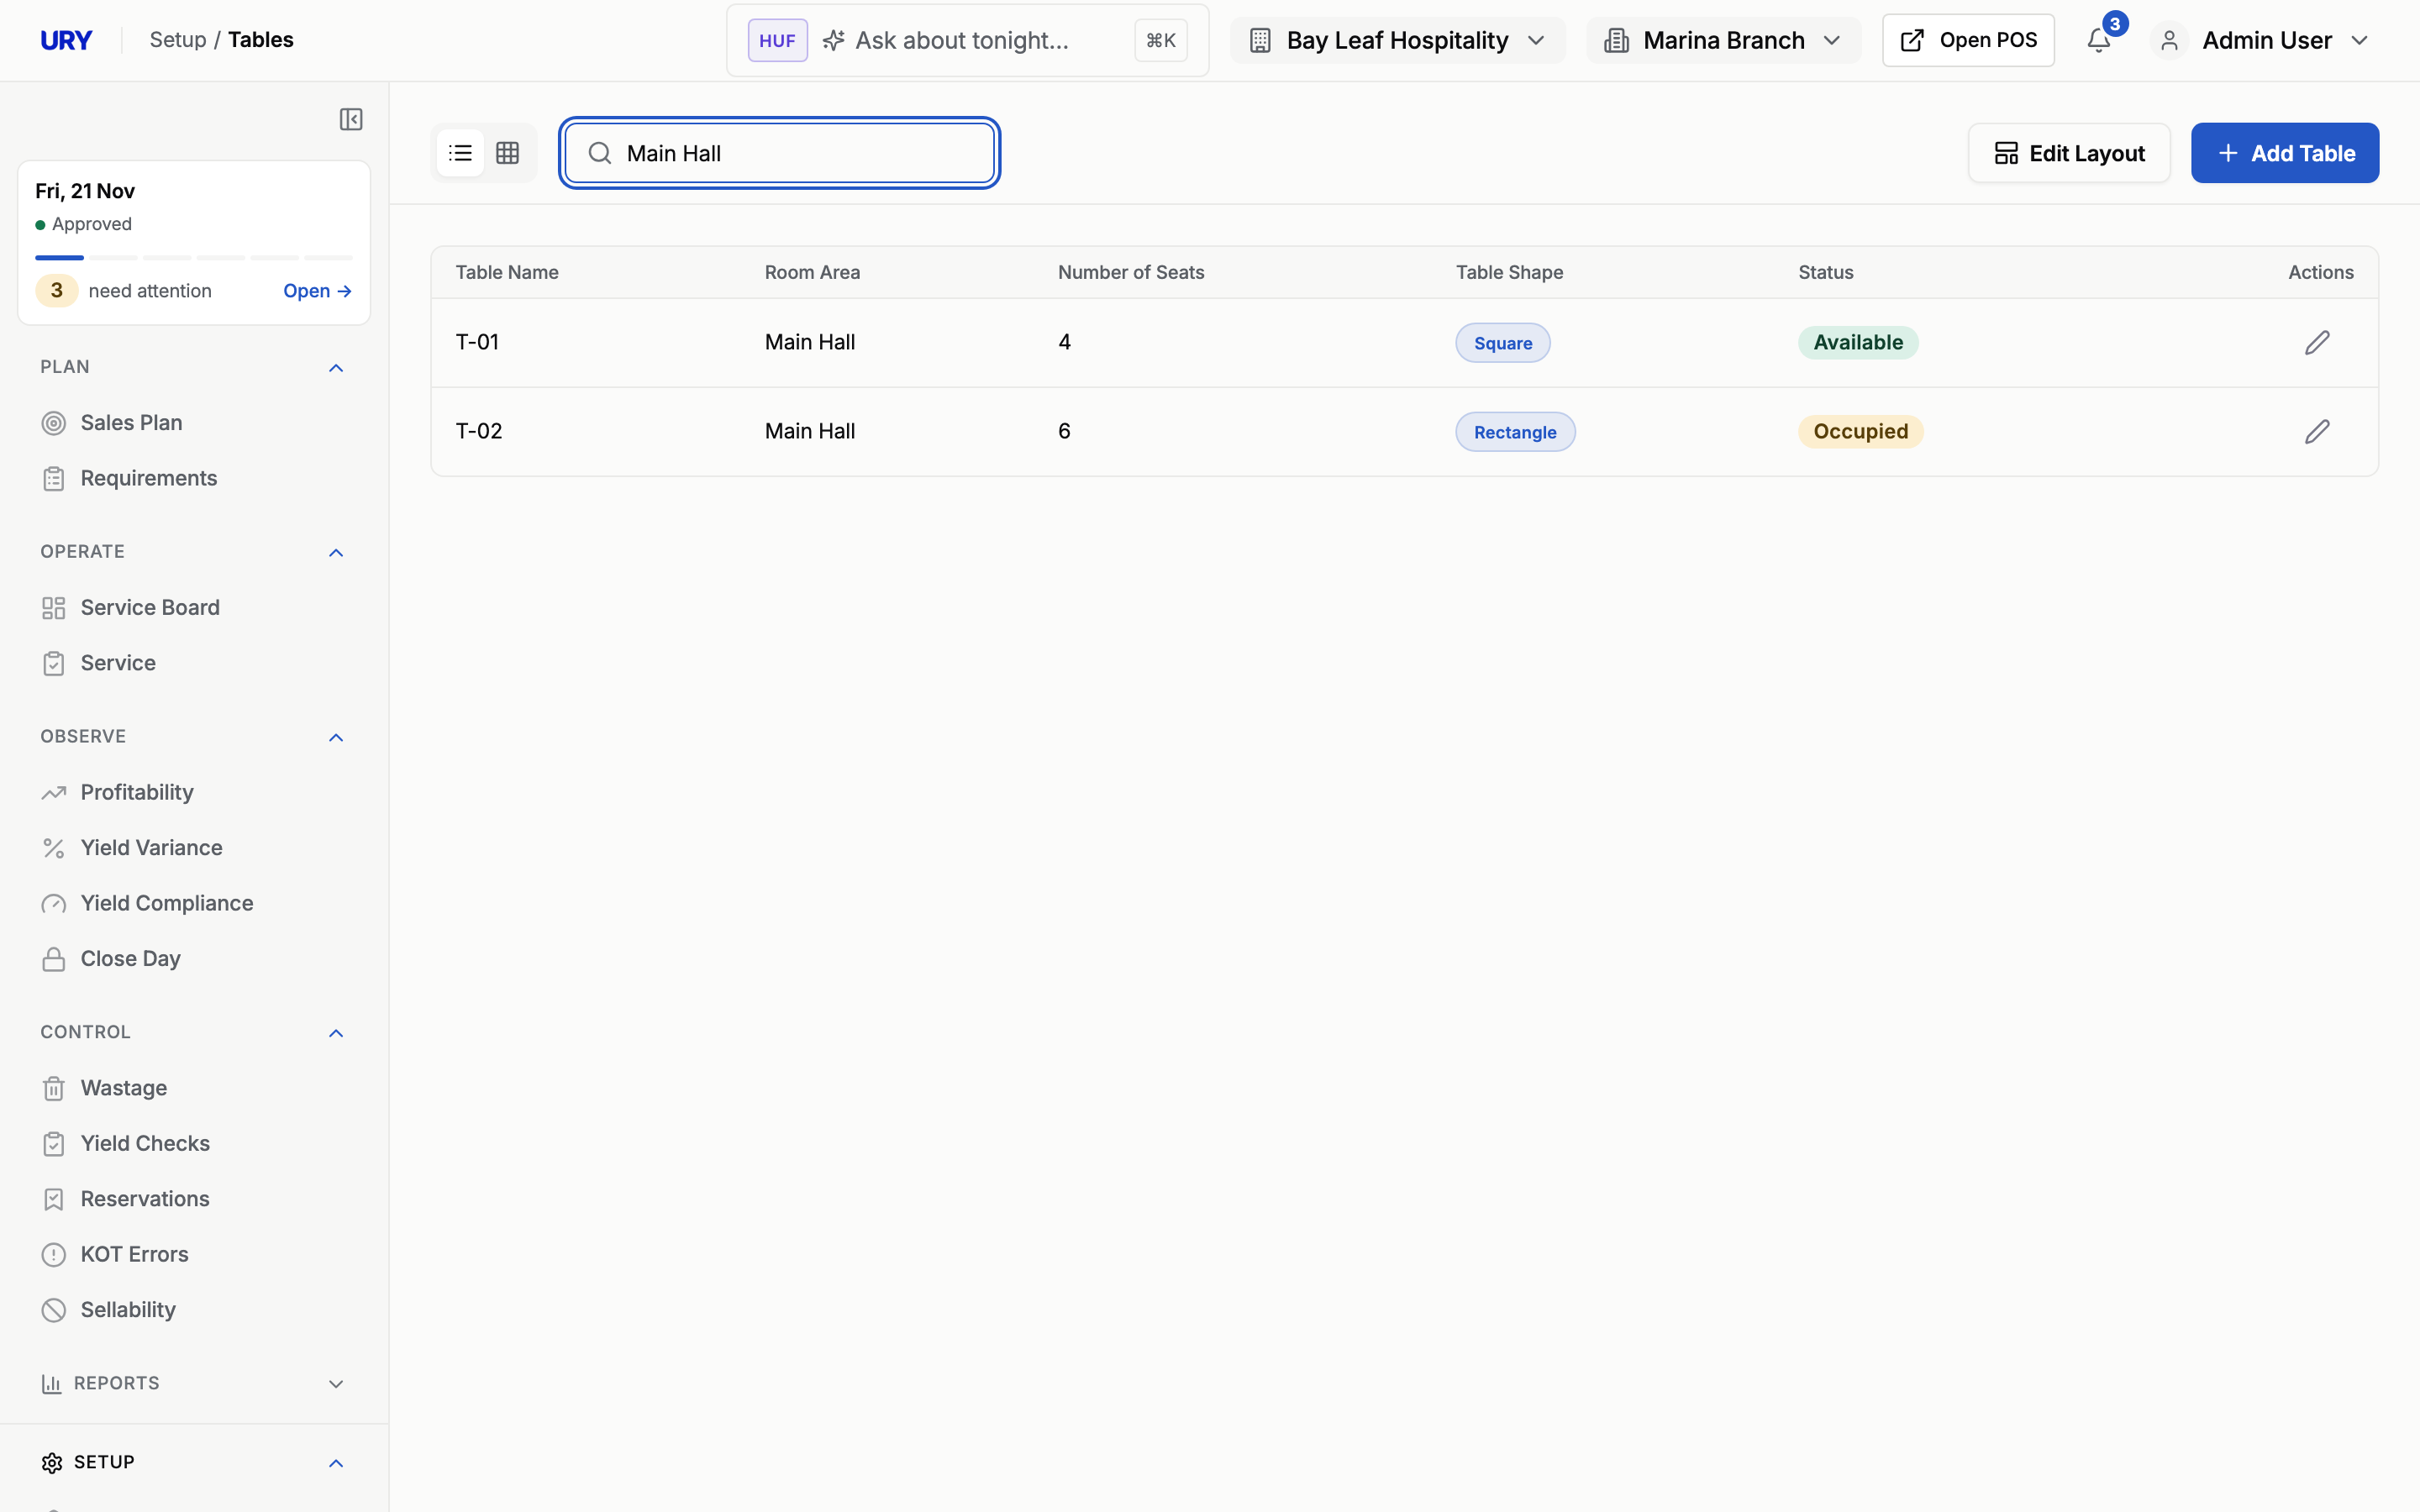 URY
Setup / Tables
HUF
Ask about tonight...
⌘K
Bay Leaf Hospitality
Marina Branch
Open POS
3
Admin User
Fri, 21 Nov
Approved
3 need attention
Open →
PLAN
Sales Plan
Requirements
OPERATE
Service Board
Service
OBSERVE
Profitability
Yield Variance
Yield Compliance
Close Day
CONTROL
Wastage
Yield Checks
Reservations
KOT Errors
Sellability
REPORTS
SETUP
Main Hall
Edit Layout
+ Add Table
Table Name Room Area Number of Seats Table Shape Status Actions
T-01 Main Hall 4 Square Available
T-02 Main Hall 6 Rectangle Occupied